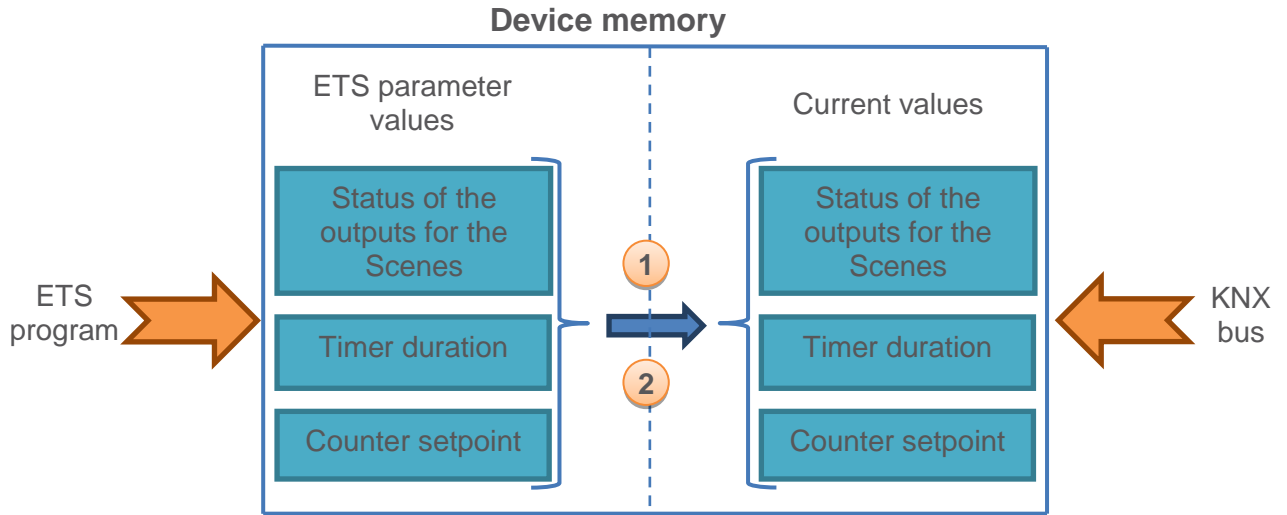 Device memory
ETS parameter
values
Current values
Status of the
outputs for the
Scenes
Status of the
outputs for the
Scenes
1
ETS
program
KNX
bus
Timer duration
Timer duration
2
Counter setpoint
Counter setpoint